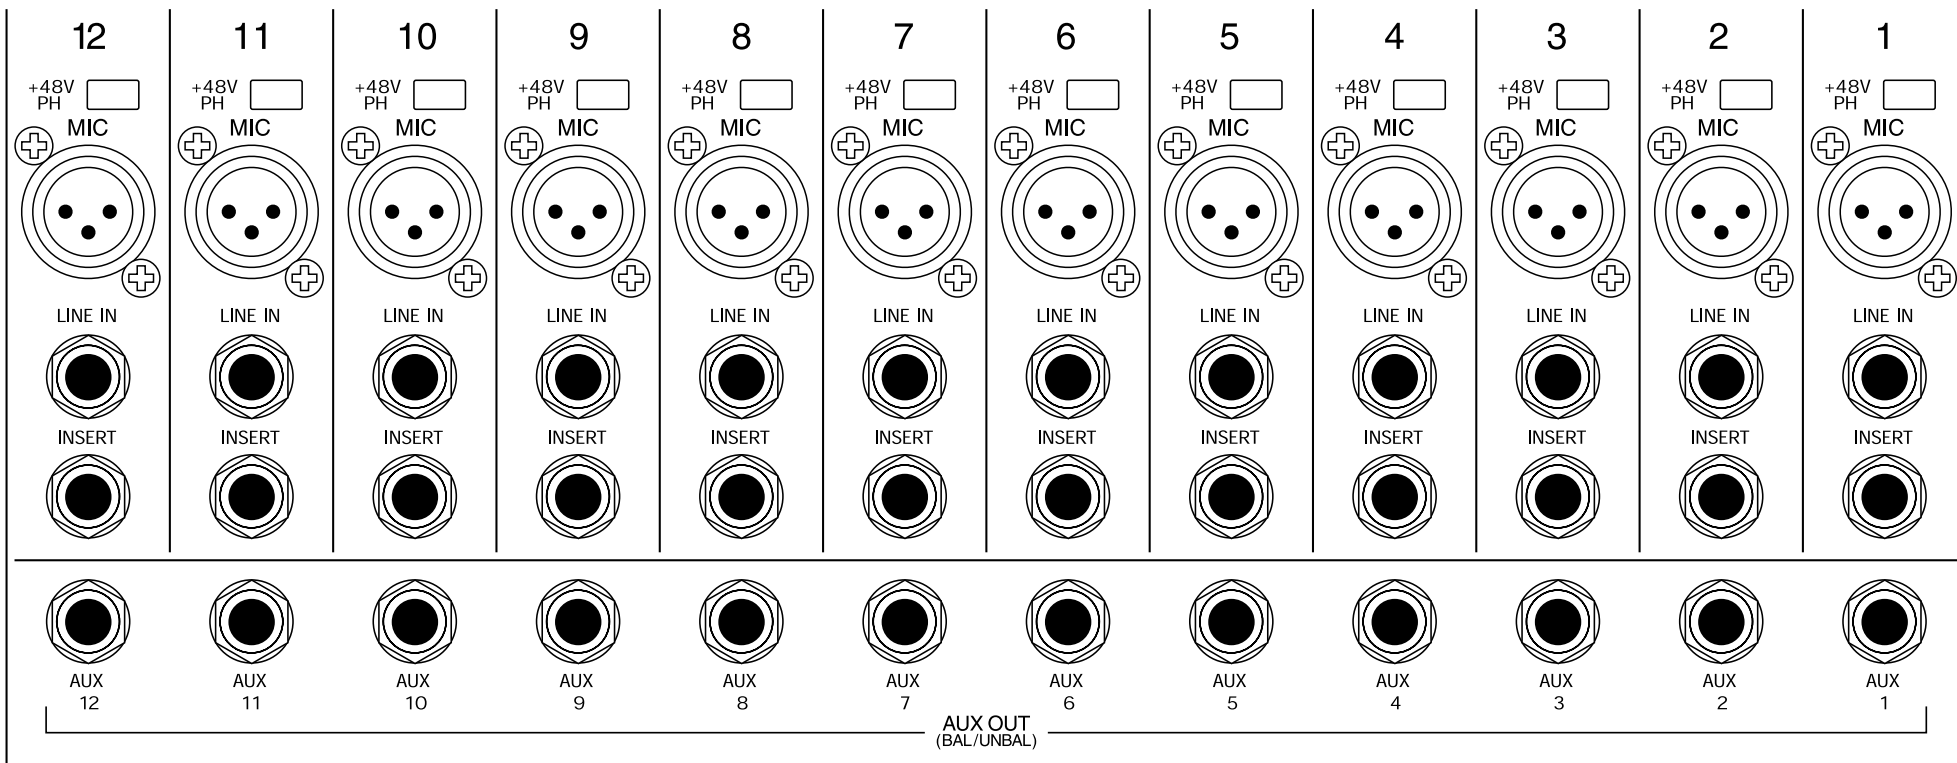 12 11 10 9 8 7 6 5 4 3 2 1
+48V +48V +48V +48V +48V +48V +48V +48V +48V +48V +48V +48V
PH PH PH PH PH PH PH PH PH PH PH PH
MIC MIC MIC MIC MIC MIC MIC MIC MIC MIC MIC MIC
LINE IN LINE IN LINE IN LINE IN LINE IN LINE IN LINE IN LINE IN LINE IN LINE IN LINE IN LINE IN
INSERT INSERT INSERT INSERT INSERT INSERT INSERT INSERT INSERT INSERT INSERT INSERT
AUX AUX AUX AUX AUX AUX AUX AUX AUX AUX AUX AUX
12 11 10 9 8 7 6 5 4 3 2 1
AUX OUT
(BAL/UNBAL)